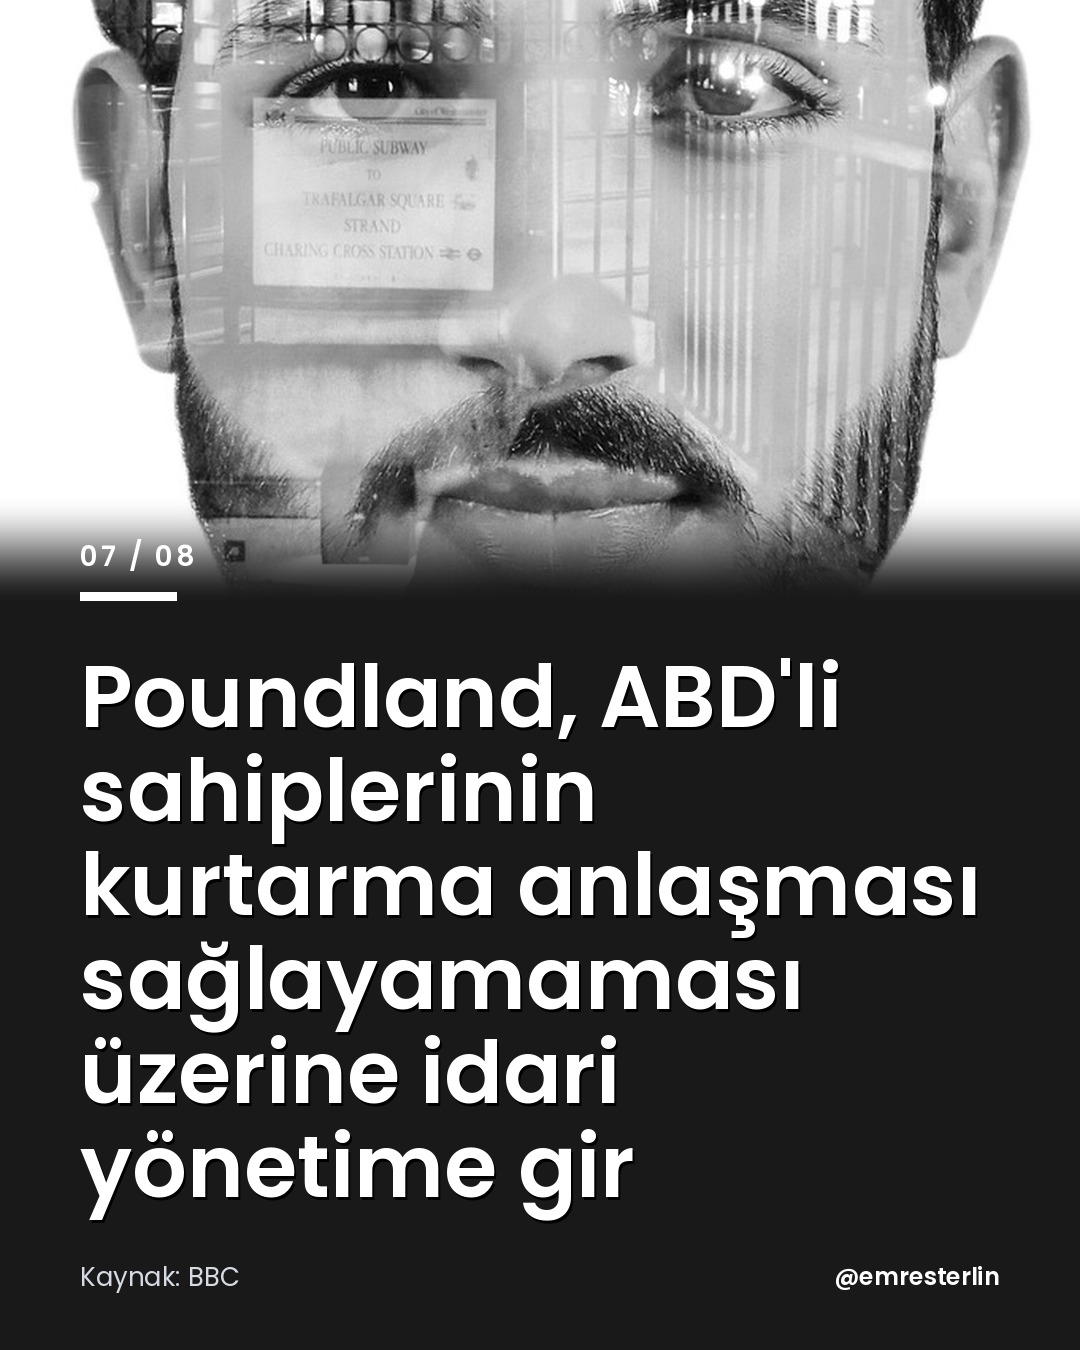 PUBLIC SUBWAY
TO
TRAFALGAR SQUARE
STRAND
CHARING CROSS STATION
07 / 08
Poundland, ABD'li
sahiplerinin
kurtarma anlaşması
sağlayamaması
üzerine idari
yönetime gir
Kaynak: BBC
@emresterlin